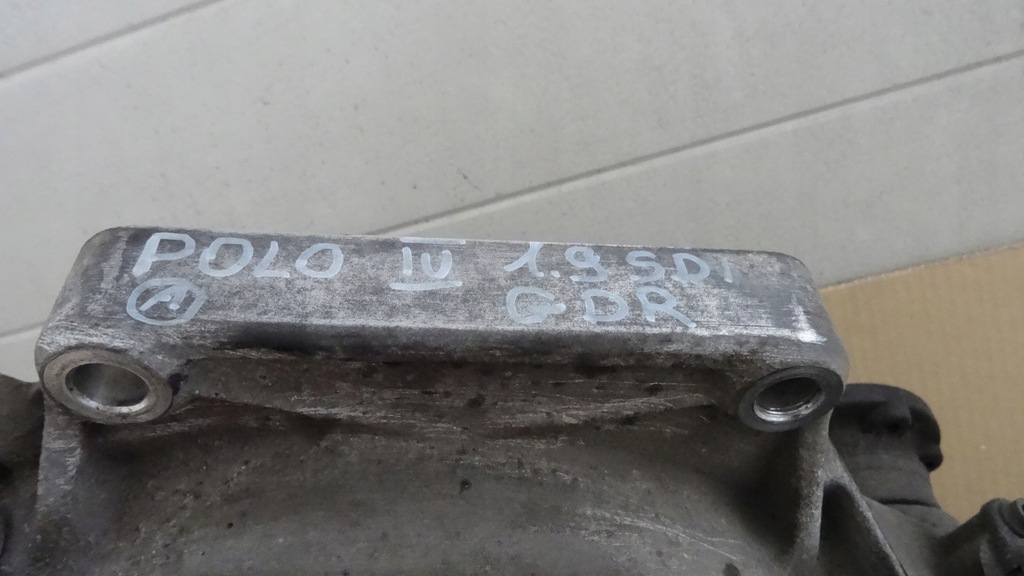 POLO IV 1.9 SDI
A GDR